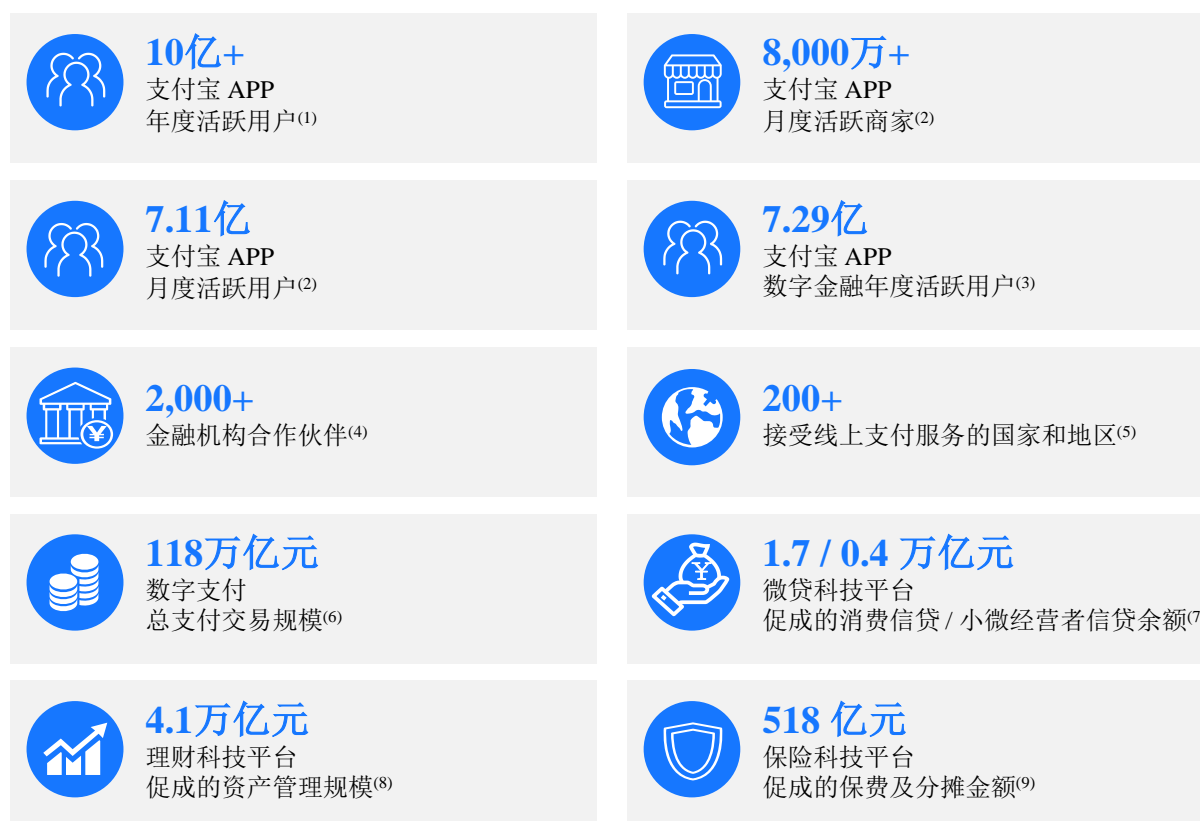 10亿+
支付宝 APP
年度活跃用户(1)
8,000万+
支付宝 APP
月度活跃商家(2)
7.11亿
支付宝 APP
月度活跃用户(2)
7.29亿
支付宝 APP
数字金融年度活跃用户(3)
2,000+
金融机构合作伙伴(4)
200+
接受线上支付服务的国家和地区(5)
118万亿元
数字支付
总支付交易规模(6)
1.7 / 0.4 万亿元
微贷科技平台
促成的消费信贷 / 小微经营者信贷余额(7
4.1万亿元
理财科技平台
促成的资产管理规模(8)
518 亿元
保险科技平台
促成的保费及分摊金额(9)